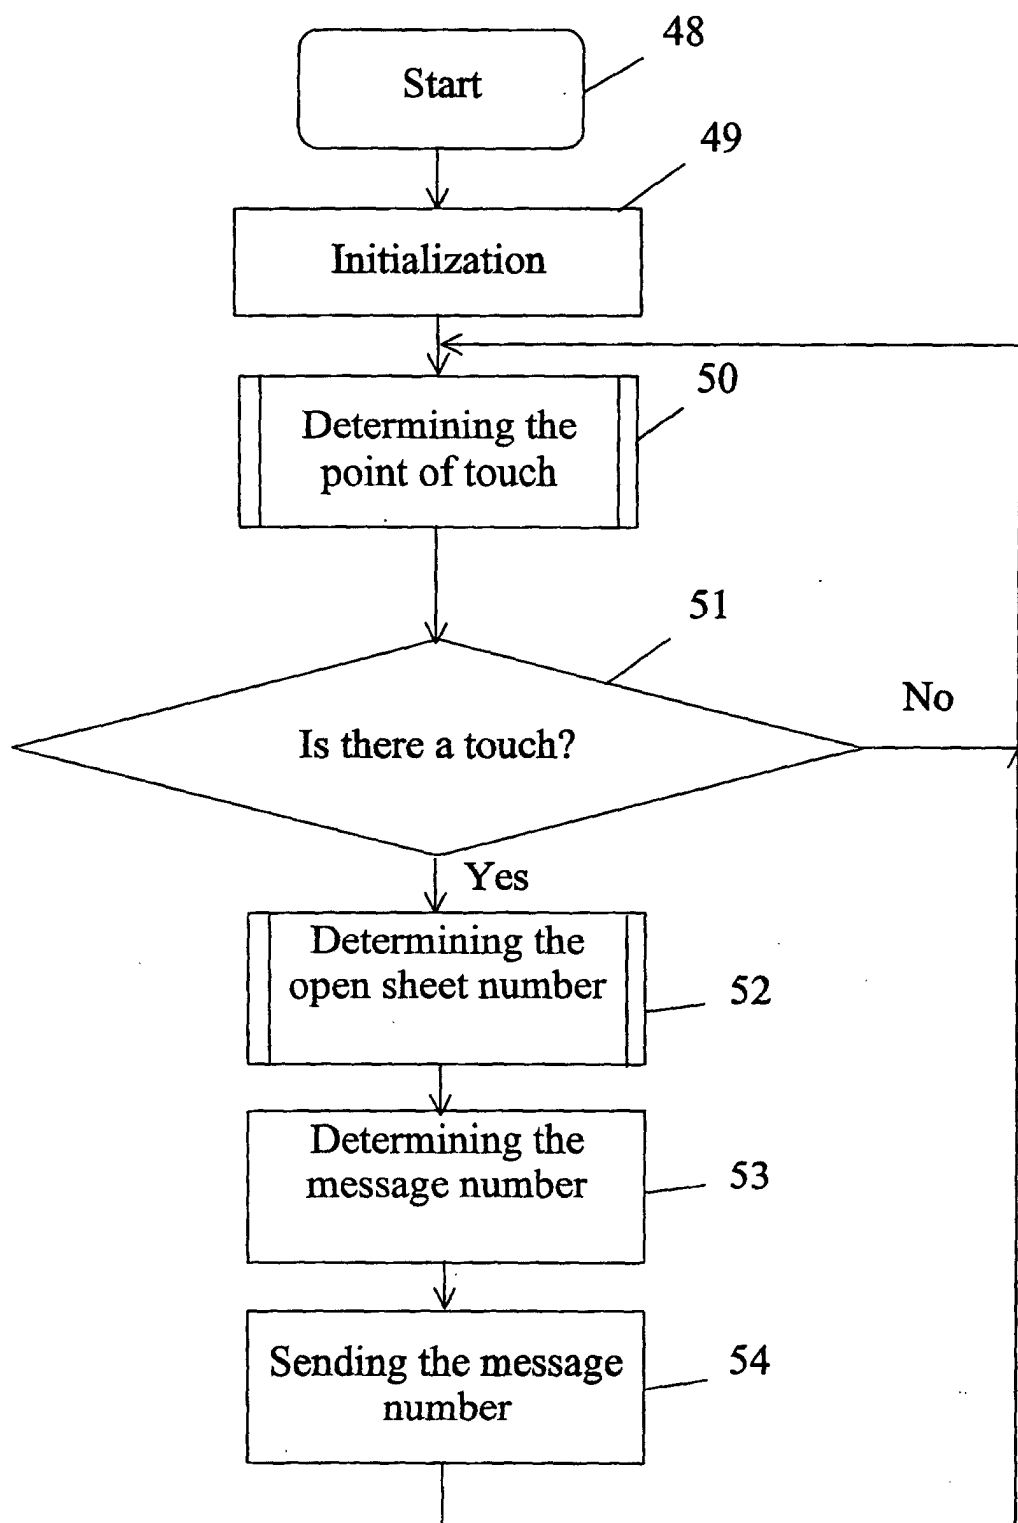 48
Start
49
Initialization
50
Determining the
point of touch
51
No
Is there a touch?
Yes
Determining the
open sheet number
52
Determining the
message number
53
Sending the message
number
54